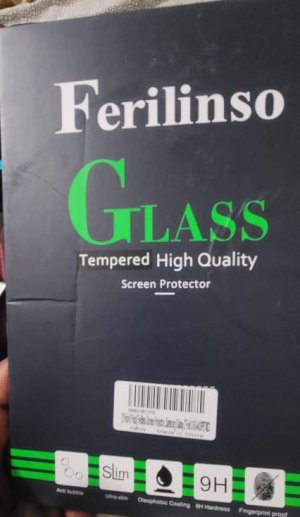 Ferilinso
GLASS
Tempered High Quality
Screen Protector
Slim
9H
Anti bubble
Ultra-slim
Oleophobic Coating
9H Hardness
Fingerprint proof